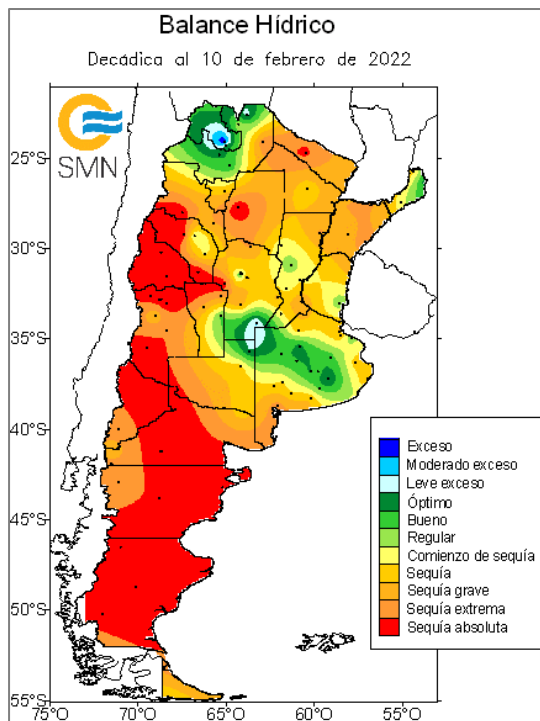 Balance Hídrico
Decádica al 10 de febrero de 2022
SMN
25°S
30°S
35°S
40°S
45°S
50°S
55°S
75°O
70°O
65°O
60°O
55°O
Exceso
Moderado exceso
Leve exceso
Óptimo
Bueno
Regular
Comienzo de sequía
Sequía
Sequía grave
Sequía extrema
Sequía absoluta